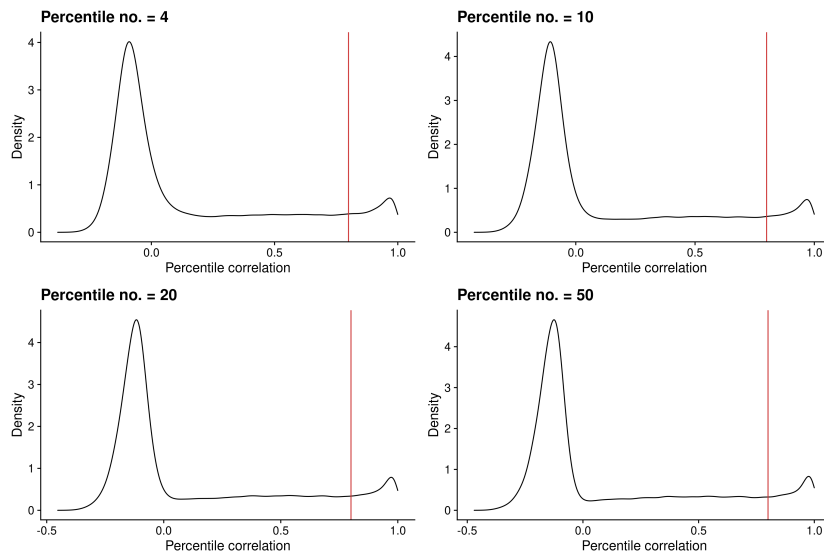 Percentile no. = 4
Density
4
3
2
1
0
0.0 0.5 1.0
Percentile correlation
Percentile no. = 10
Density
4
3
2
1
0
0.0 0.5 1.0
Percentile correlation
Percentile no. = 20
Density
4
3
2
1
0
-0.5 0.0 0.5 1.0
Percentile correlation
Percentile no. = 50
Density
4
3
2
1
0
-0.5 0.0 0.5 1.0
Percentile correlation